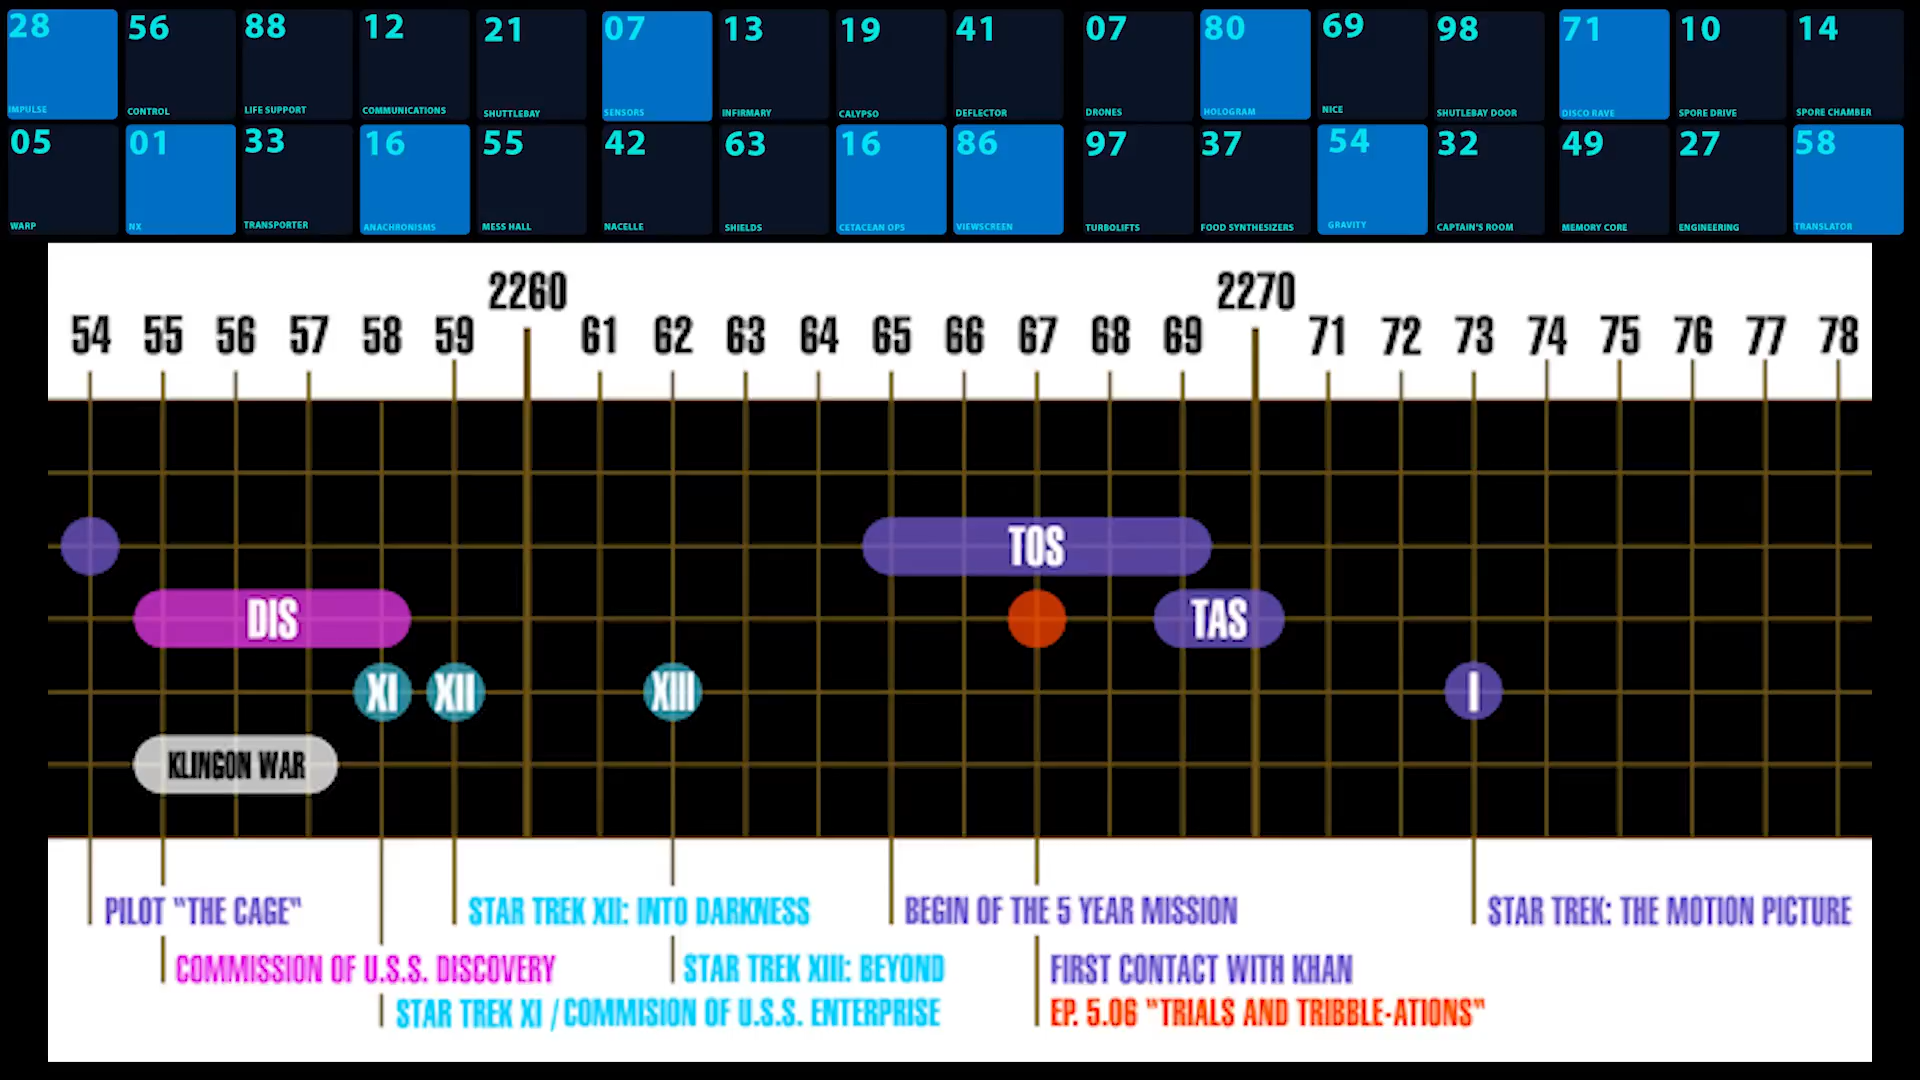 28 56 88 12 21 07 13 19 41 07 80 69 98 71 10 14
IMPULSE CONTROL LIFE SUPPORT COMMUNICATIONS SHUTTLEBAY SENSORS INFIRMARY CALYPSO DEFLECTOR DRONES HOLOGRAM NICE SHUTLEBAY DOOR DISCO RAVE SPORE DRIVE SPORE CHAMBER
05 01 33 16 55 42 63 16 86 97 37 54 32 49 27 58
WARP NX TRANSPORTER ANACHRONISMS MESS HALL NACELLE SHIELDS CETACEAN OPS VIEWSCREEN TURBOLIFTS FOOD SYNTHESIZERS GRAVITY CAPTAIN'S ROOM MEMORY CORE ENGINEERING TRANSLATOR
2260 2270
54 55 56 57 58 59 61 62 63 64 65 66 67 68 69 71 72 73 74 75 76 77 78
TOS
DIS TAS
XI XII XIII I
KLINGON WAR
PILOT "THE CAGE" STAR TREK XII: INTO DARKNESS BEGIN OF THE 5 YEAR MISSION STAR TREK: THE MOTION PICTURE
COMMISSION OF U.S.S. DISCOVERY STAR TREK XIII: BEYOND FIRST CONTACT WITH KHAN
STAR TREK XI / COMMISION OF U.S.S. ENTERPRISE EP. 5.06 "TRIALS AND TRIBBLE-ATIONS"